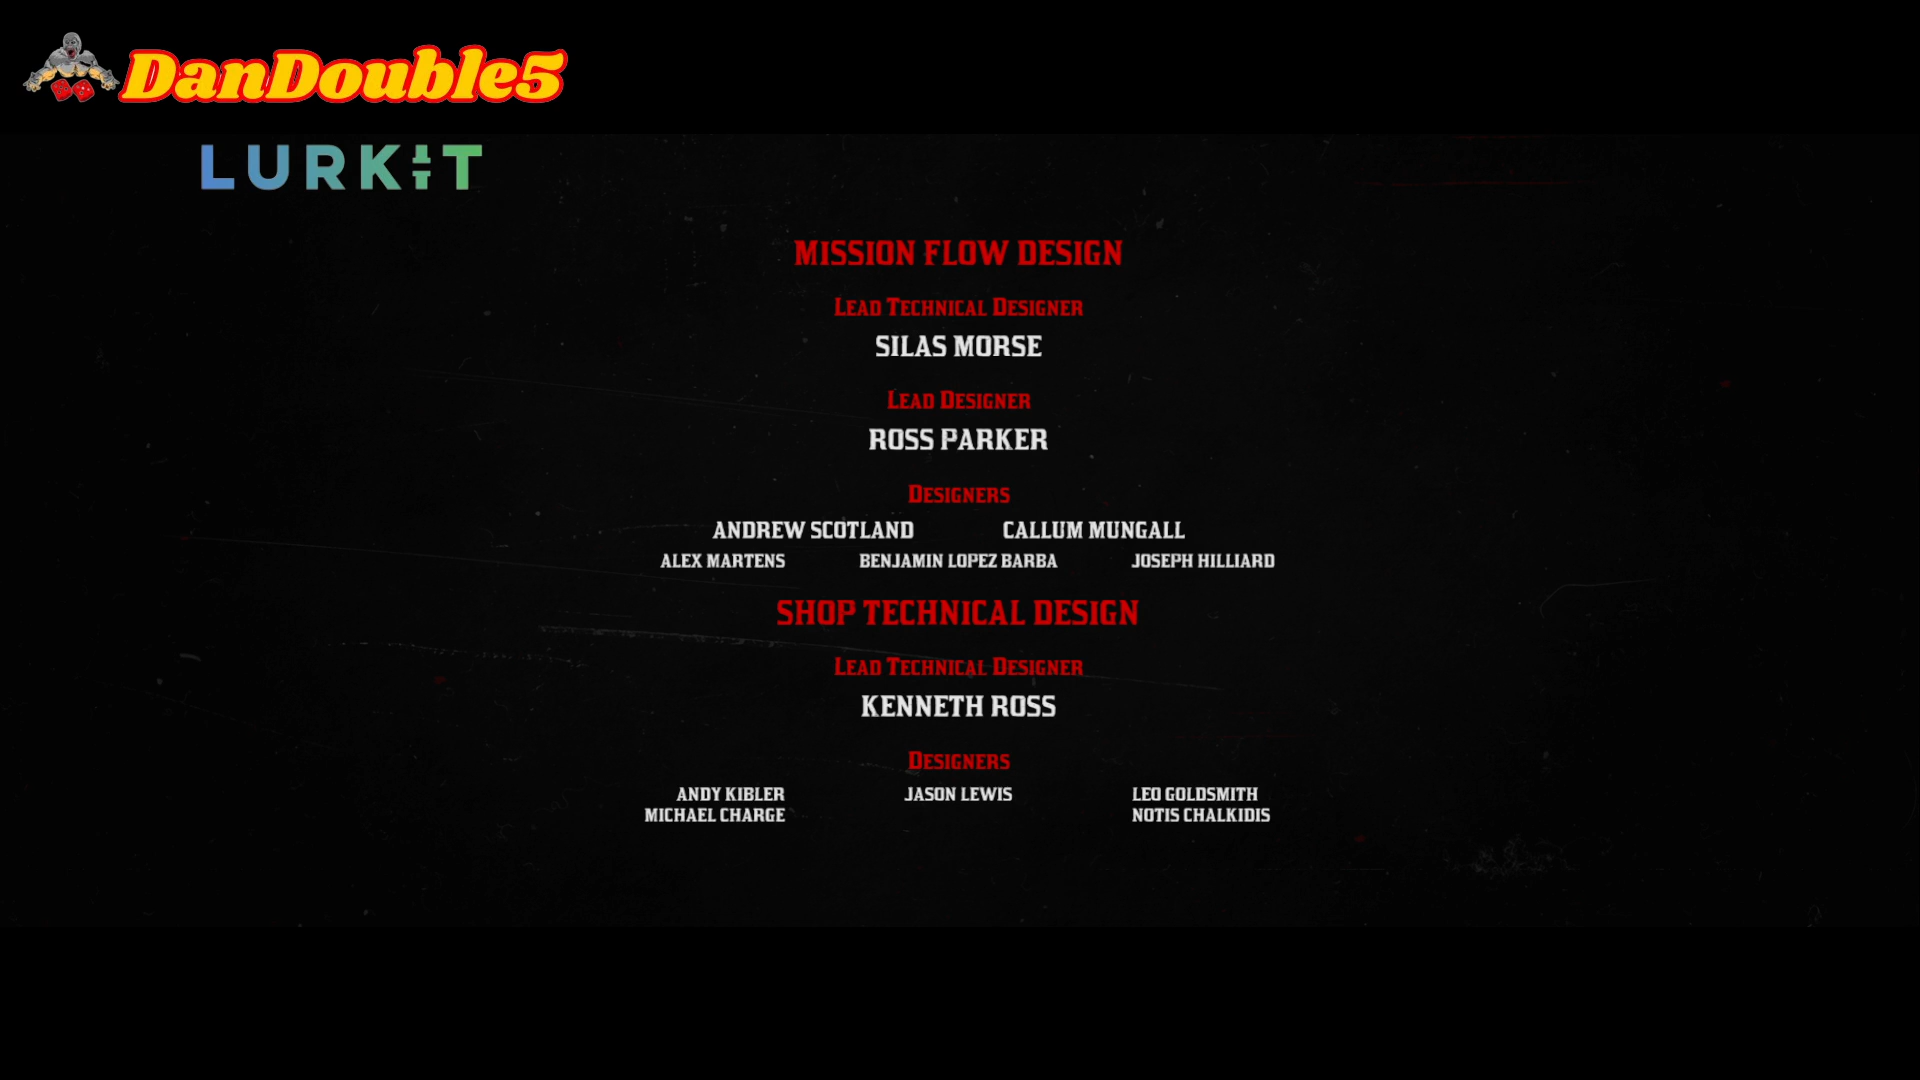 DanDouble5
LURKIT
MISSION FLOW DESIGN
LEAD TECHNICAL DESIGNER
SILAS MORSE
LEAD DESIGNER
ROSS PARKER
DESIGNERS
ANDREW SCOTLAND CALLUM MUNGALL
ALEX MARTENS BENJAMIN LOPEZ BARBA JOSEPH HILLIARD
SHOP TECHNICAL DESIGN
LEAD TECHNICAL DESIGNER
KENNETH ROSS
DESIGNERS
ANDY KIBLER JASON LEWIS LEO GOLDSMITH
MICHAEL CHARGE NOTIS CHALKIDIS